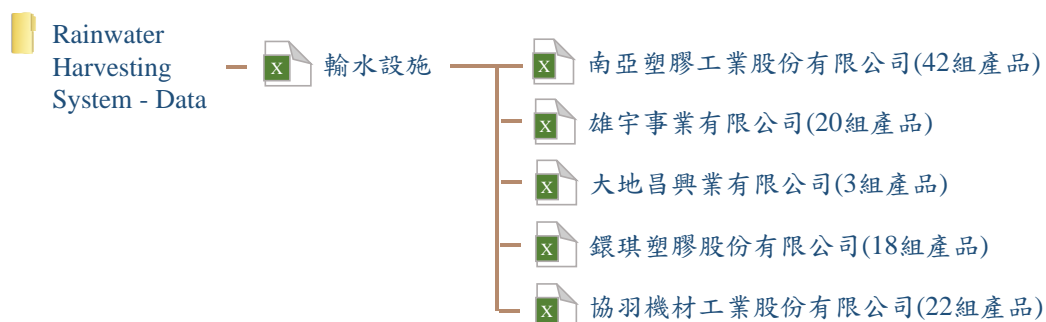 Rainwater
Harvesting
System - Data
X 輸水設施
X 南亞塑膠工業股份有限公司(42組產品)
X 雄宇事業有限公司(20組產品)
X 大地昌興業有限公司(3組產品)
X 鐶琪塑膠股份有限公司(18組產品)
X 協羽機材工業股份有限公司(22組產品)